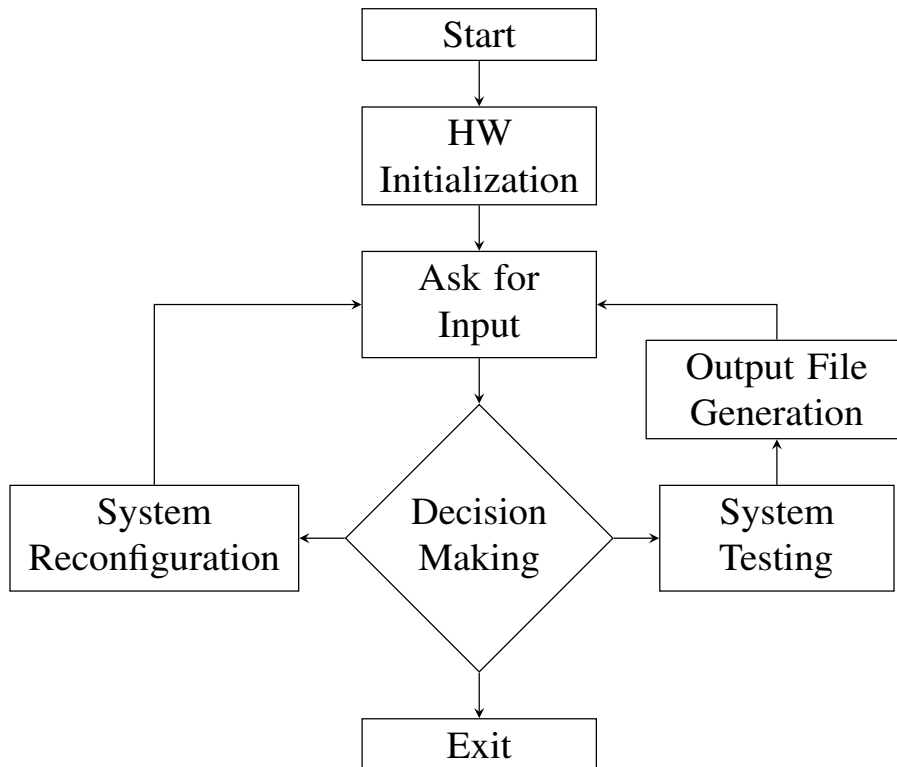 Start
HW
Initialization
Ask for
Input
Output File
Generation
System
Reconfiguration
Decision
Making
System
Testing
Exit